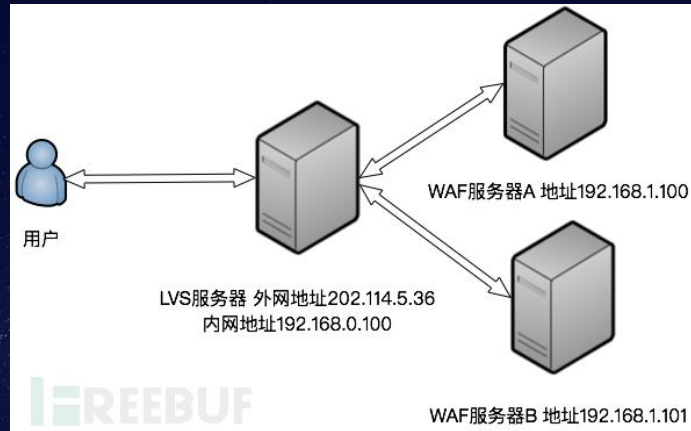 用户
LVS服务器 外网地址202.114.5.36
内网地址192.168.0.100
WAF服务器A 地址192.168.1.100
WAF服务器B 地址192.168.1.101
FREEBUF